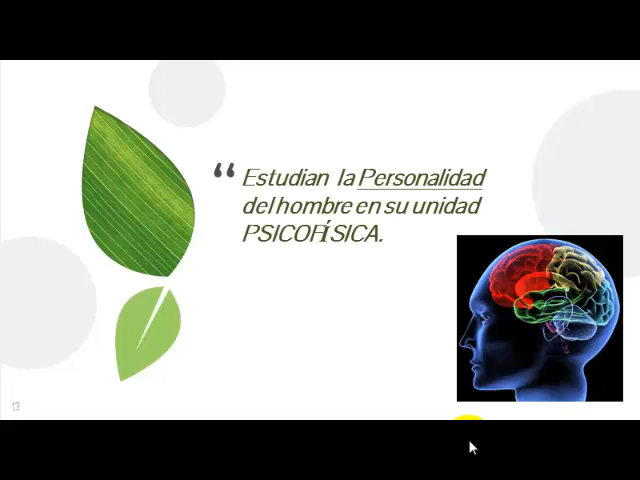 “ Estudian la Personalidad
del hombre en su unidad
PSICOFÍSICA.
13